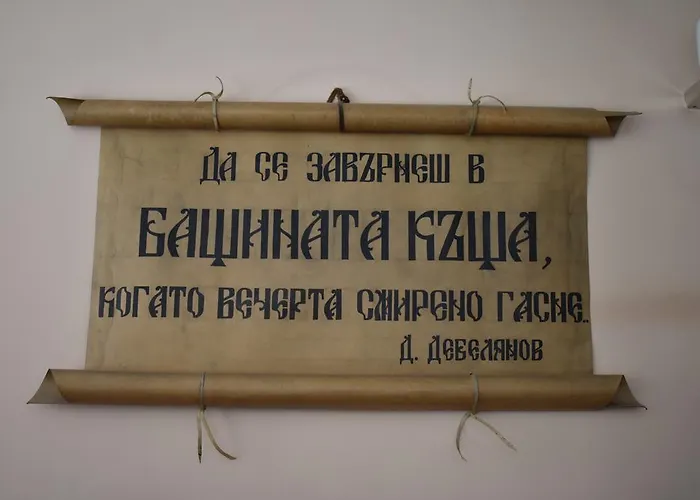 Да се завърнеш в
бащината къща,
когато вечерта смирено гасне..
Д. Дебелянов